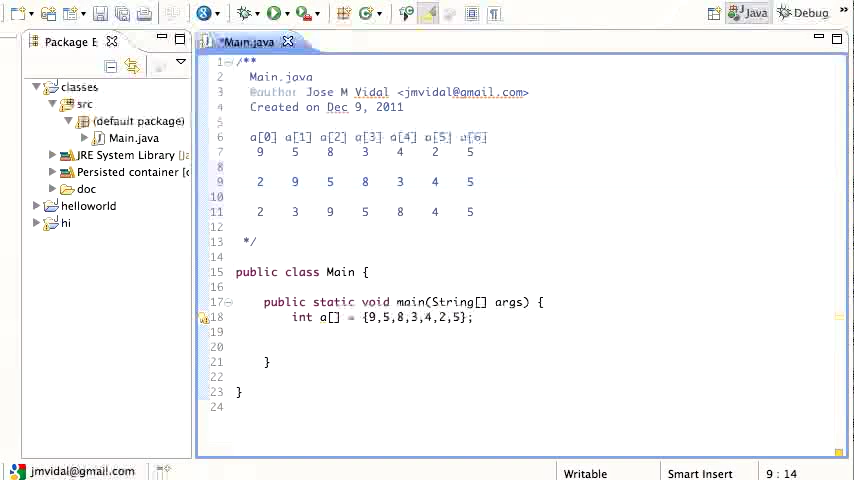 Java
Debug
Package E
*Main.java
classes
src
(default package)
Main.java
JRE System Library [Ja
Persisted container [c
doc
helloworld
hi
1 /**
2 Main.java
3 @author Jose M Vidal <jmvidal@gmail.com>
4 Created on Dec 9, 2011
5
6 a[0] a[1] a[2] a[3] a[4] a[5] a[6]
7 9 5 8 3 4 2 5
8
9 2 9 5 8 3 4 5
10
11 2 3 9 5 8 4 5
12
13 */
14
15 public class Main {
16
17 public static void main(String[] args) {
18 int a[] = {9,5,8,3,4,2,5};
19
20
21 }
22
23 }
24
jmvidal@gmail.com
Writable
Smart Insert
9 : 14